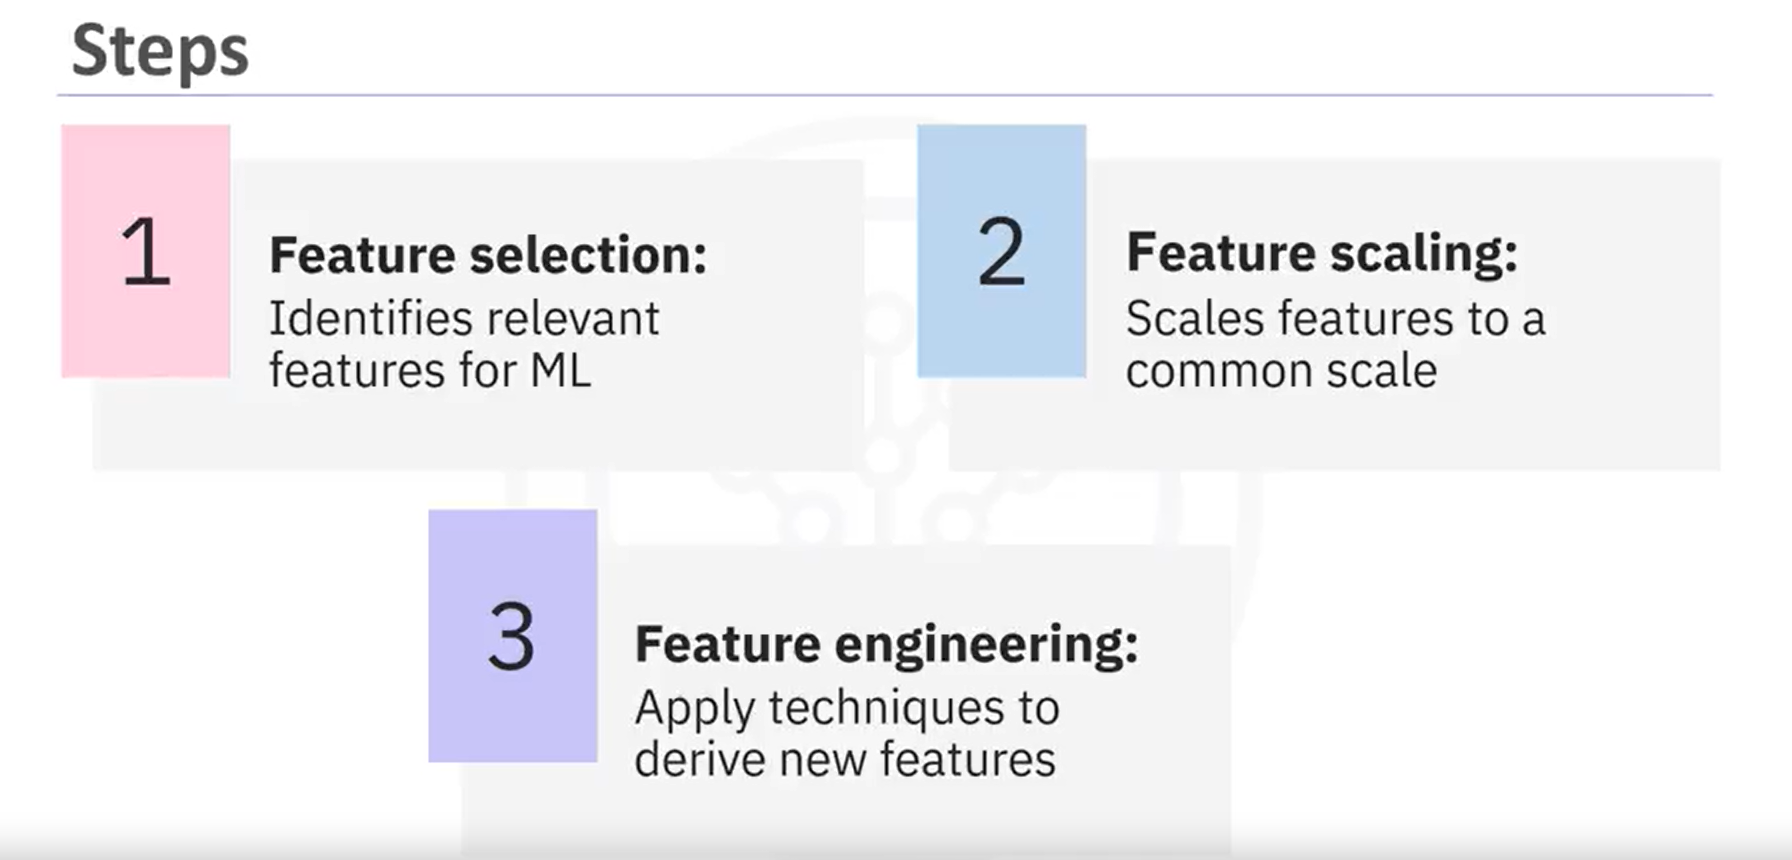 Steps
1
Feature selection:
Identifies relevant
features for ML
2
Feature scaling:
Scales features to a
common scale
3
Feature engineering:
Apply techniques to
derive new features